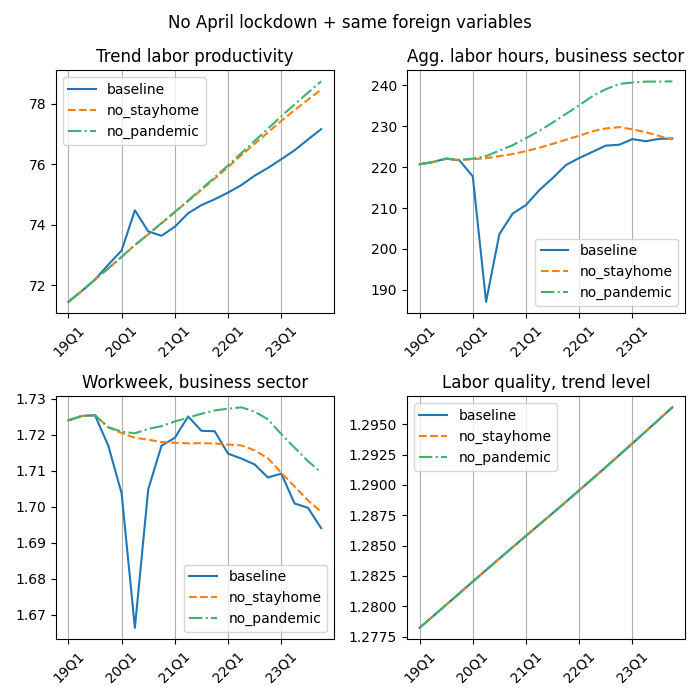 No April lockdown + same foreign variables
Trend labor productivity
78
76
74
72
baseline
no_stayhome
no_pandemic
19Q1
20Q1
21Q1
22Q1
23Q1
Agg. labor hours, business sector
240
230
220
210
200
190
baseline
no_stayhome
no_pandemic
19Q1
20Q1
21Q1
22Q1
23Q1
Workweek, business sector
1.73
1.72
1.71
1.70
1.69
1.68
1.67
baseline
no_stayhome
no_pandemic
19Q1
20Q1
21Q1
22Q1
23Q1
Labor quality, trend level
1.2950
1.2925
1.2900
1.2875
1.2850
1.2825
1.2800
1.2775
baseline
no_stayhome
no_pandemic
19Q1
20Q1
21Q1
22Q1
23Q1